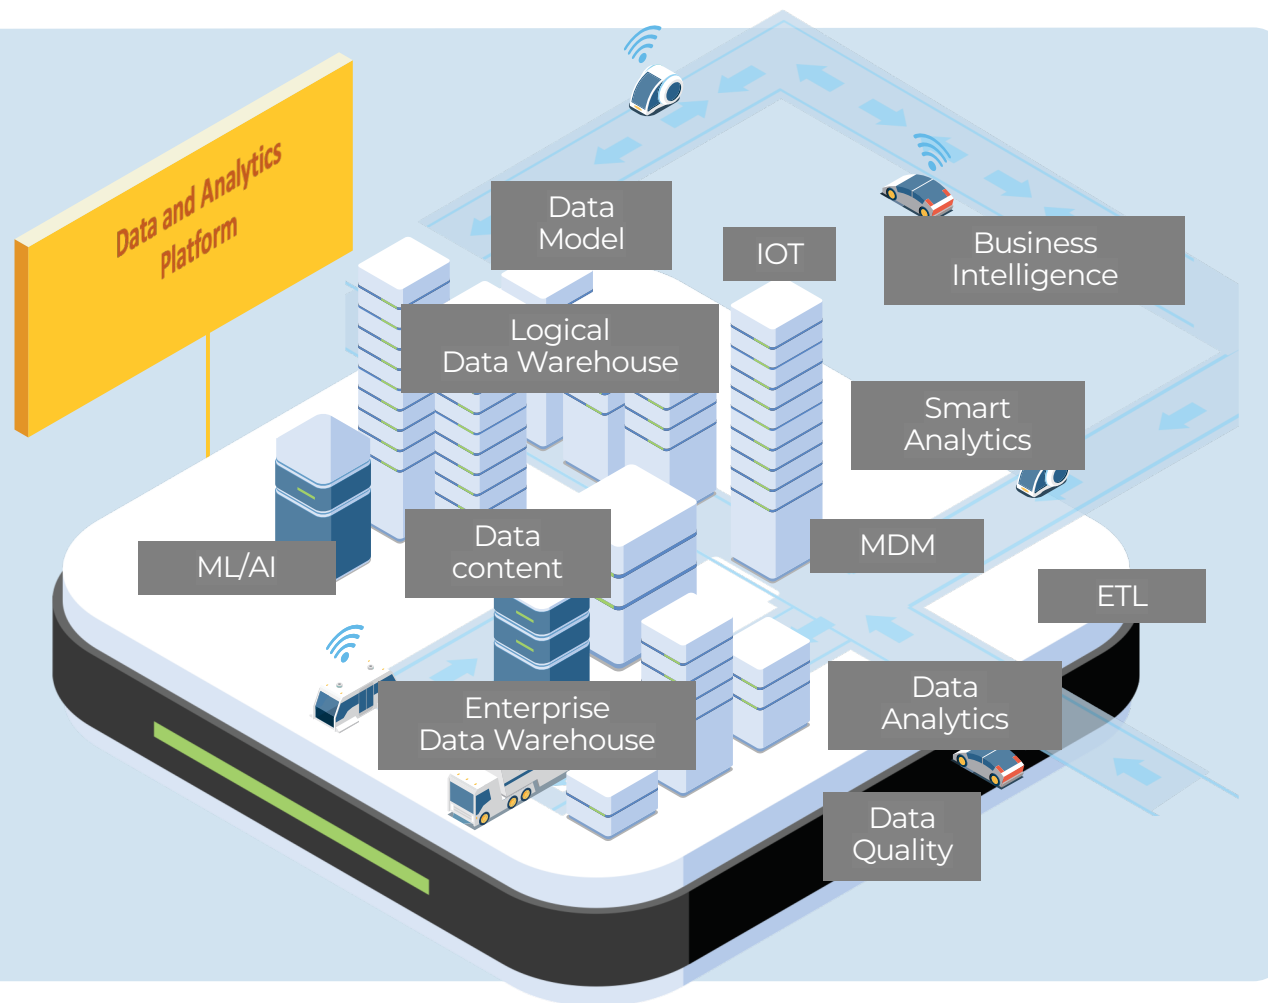 Data and Analytics
Platform
Data
Model
IOT
Business
Intelligence
Logical
Data Warehouse
Smart
Analytics
Data
content
MDM
ML/AI
ETL
Enterprise
Data Warehouse
Data
Analytics
Data
Quality